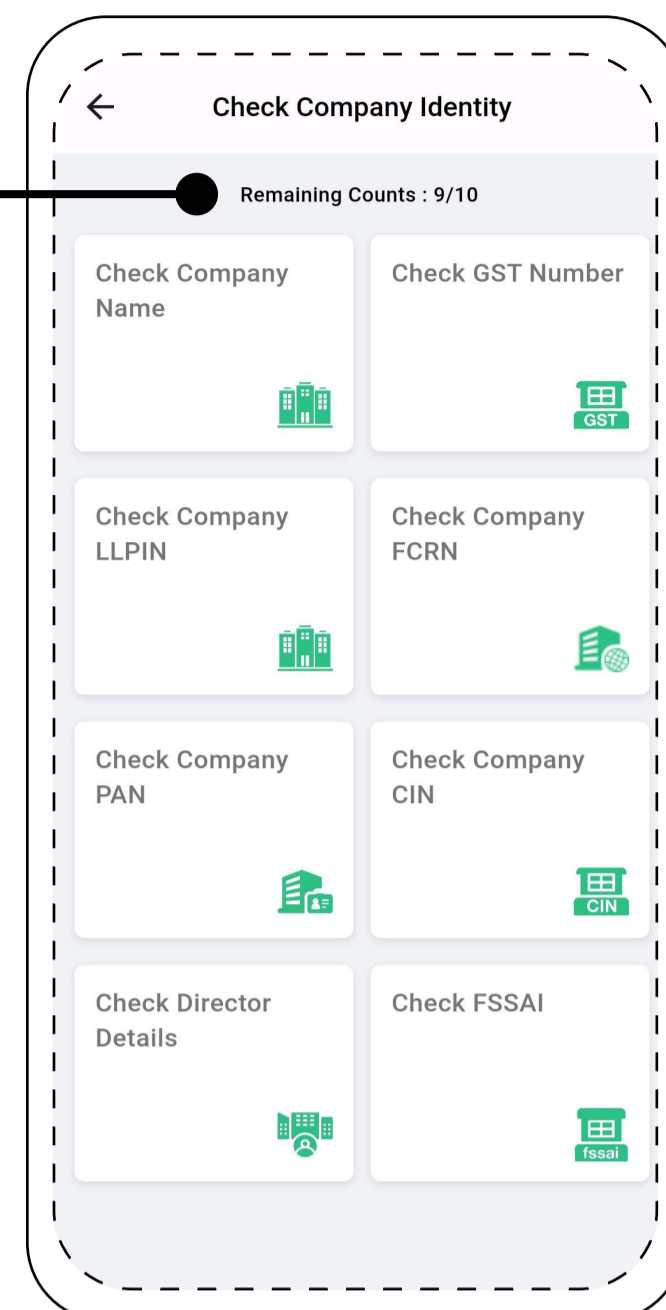 Check Company Identity
Remaining Counts : 9/10
Check Company
Name
Check GST Number
GST
Check Company
LLPIN
Check Company
FCRN
Check Company
PAN
Check Company
CIN
CIN
Check Director
Details
Check FSSAI
fssai